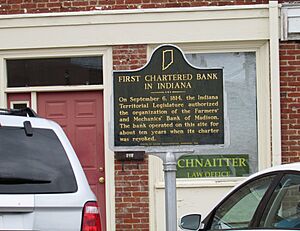 FIRST CHARTERED BANK
IN INDIANA
On September 6, 1814, the Indiana
Territorial Legislature authorized
the organization of the Farmers'
and Mechanics' Bank of Madison.
The bank operated on this site for
about ten years when its charter
was revoked.
CHNAITTER
LAW OFFICE